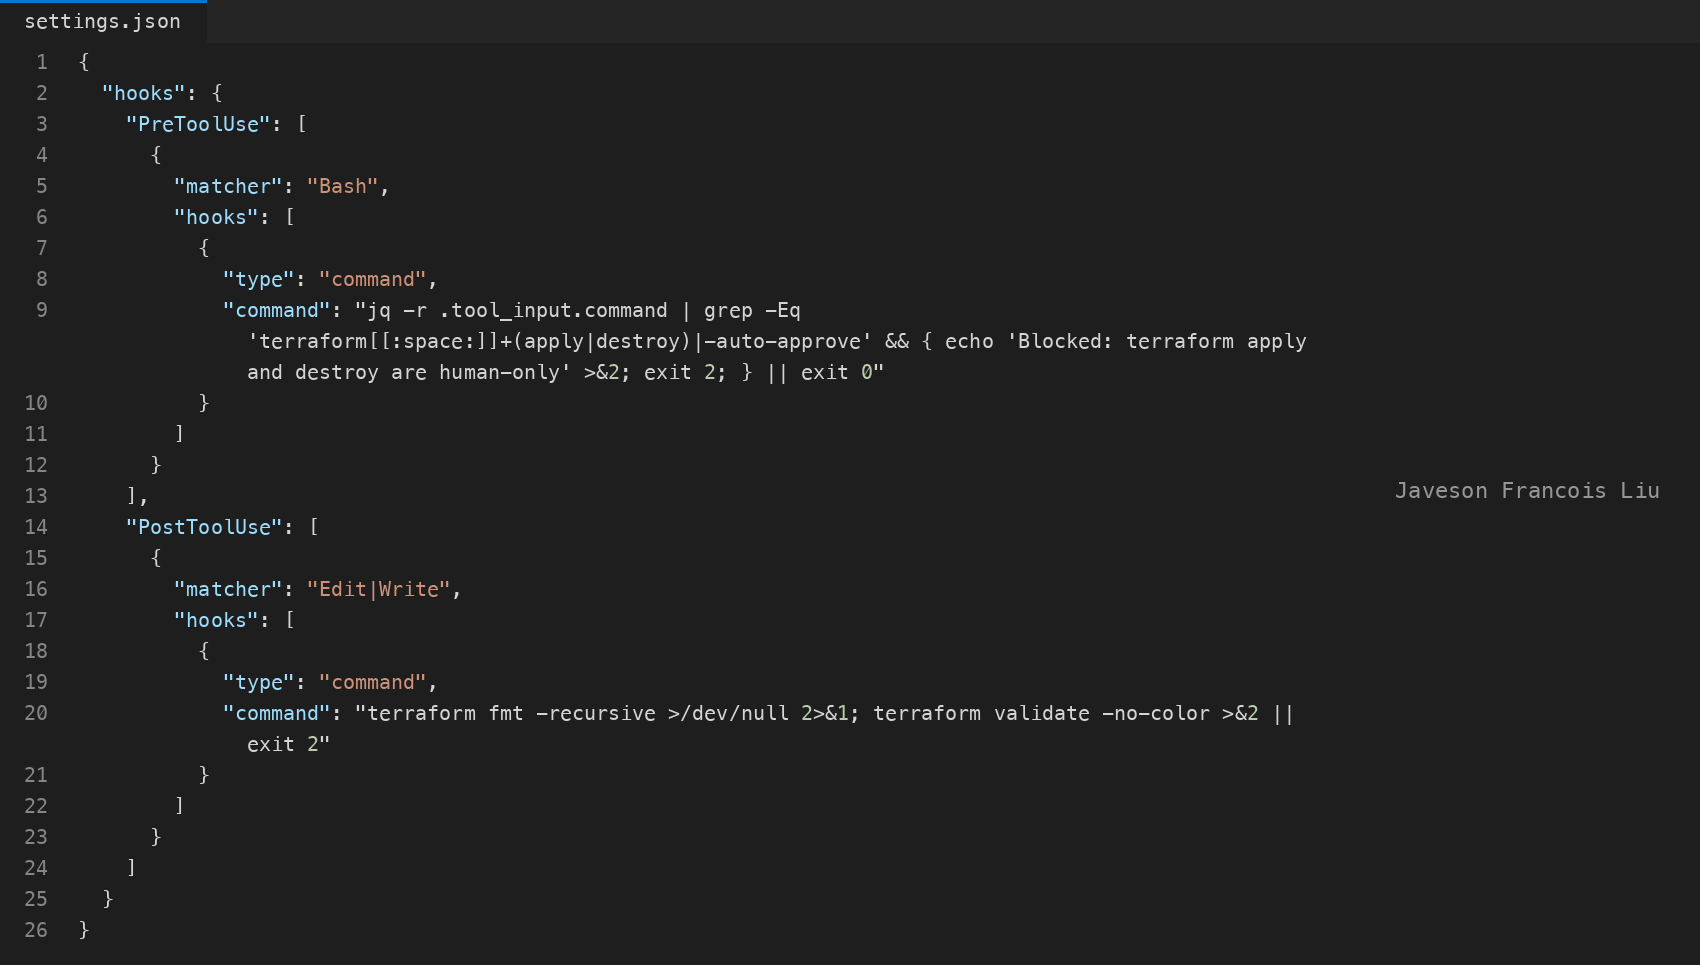 settings.json
1 {
2   "hooks": {
3     "PreToolUse": [
4       {
5         "matcher": "Bash",
6         "hooks": [
7           {
8             "type": "command",
9             "command": "jq -r .tool_input.command | grep -Eq
'terraform[[:space:]]+(apply|destroy)|-auto-approve' && { echo 'Blocked: terraform apply
and destroy are human-only' >&2; exit 2; } || exit 0"
10           }
11         ]
12       }
13     ],
Javeson Francois Liu
14     "PostToolUse": [
15       {
16         "matcher": "Edit|Write",
17         "hooks": [
18           {
19             "type": "command",
20             "command": "terraform fmt -recursive >/dev/null 2>&1; terraform validate -no-color >&2 ||
exit 2"
21           }
22         ]
23       }
24     ]
25   }
26 }